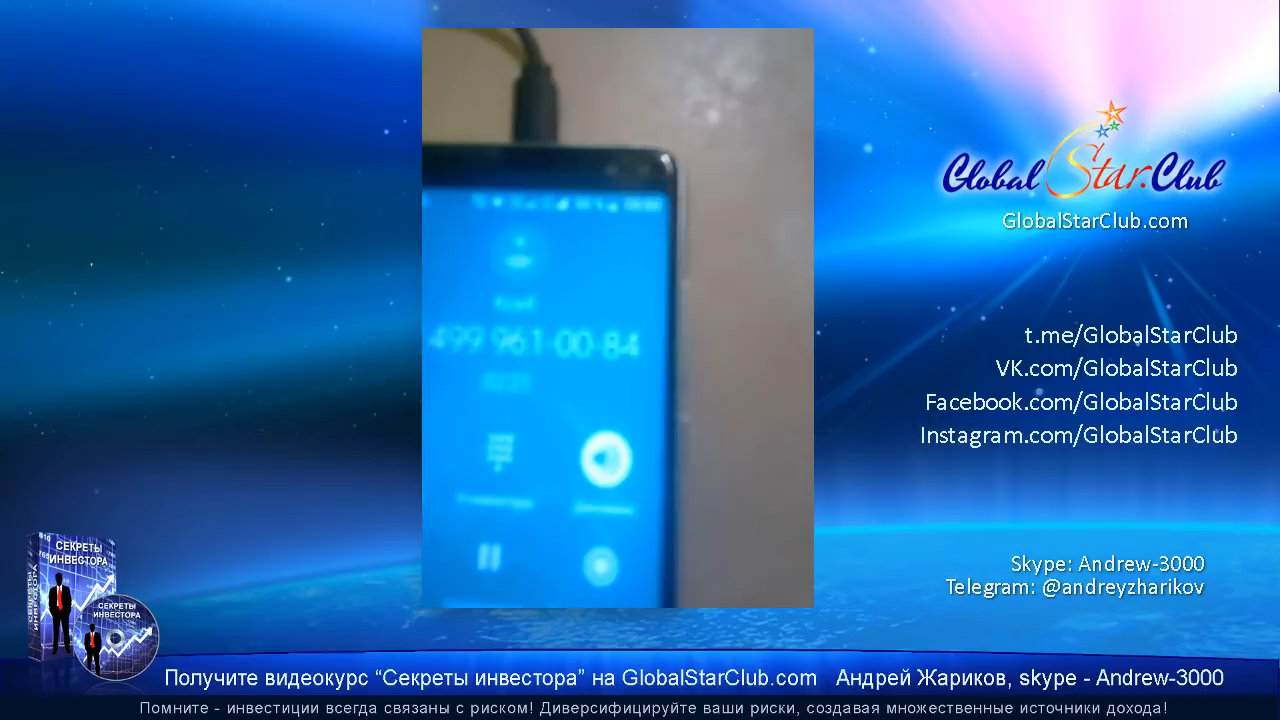 499 961-00-84
Global Star.Club
GlobalStarClub.com
t.me/GlobalStarClub
VK.com/GlobalStarClub
Facebook.com/GlobalStarClub
Instagram.com/GlobalStarClub
Skype: Andrew-3000
Telegram: @andreyzharikov
СЕКРЕТЫ
ИНВЕСТОРА
СЕКРЕТЫ
ИНВЕСТОРА
СЕКРЕТЫ
ИНВЕСТОРА
Получите видеокурс “Секреты инвестора” на GlobalStarClub.com Андрей Жариков, skype - Andrew-3000
Помните - инвестиции всегда связаны с риском! Диверсифицируйте ваши риски, создавая множественные источники дохода!